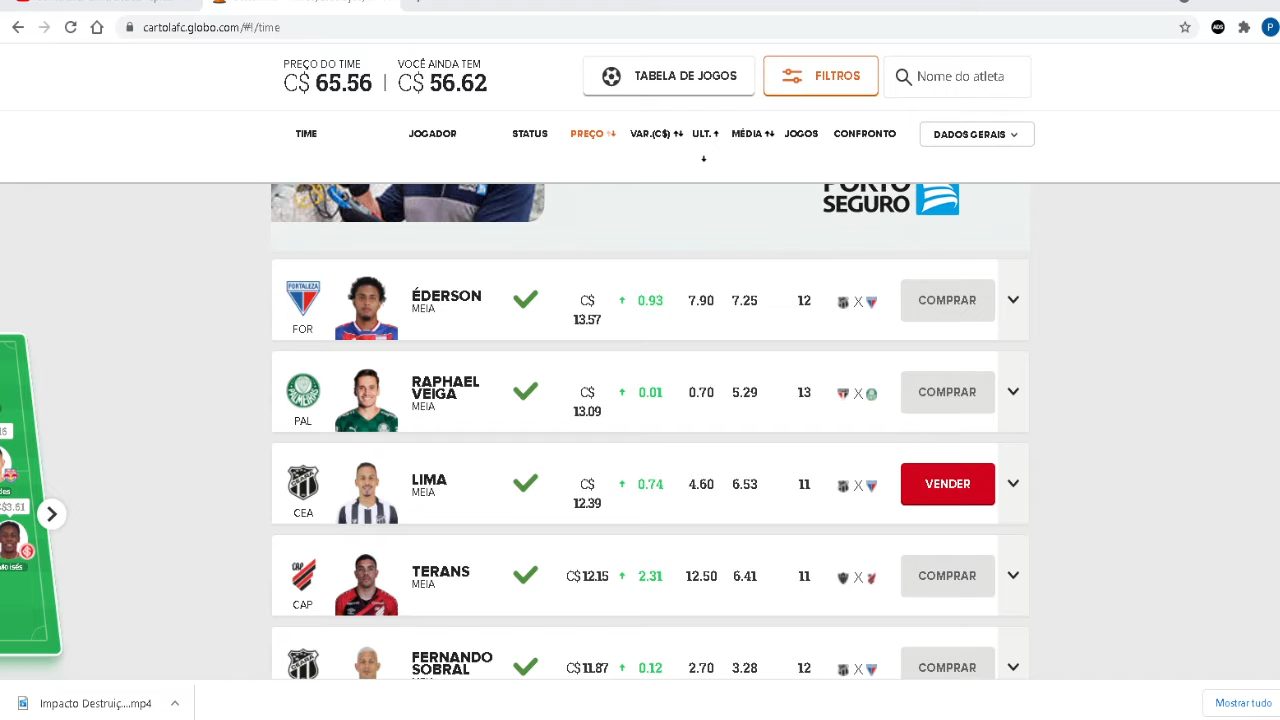 cartolafc.globo.com/#!/time
ADS
P
PREÇO DO TIME
C$ 65.56
VOCÊ AINDA TEM
C$ 56.62
TABELA DE JOGOS
FILTROS
Nome do atleta
TIME JOGADOR STATUS PREÇO ↑↓ VAR.(C$) ↑↓ ULT. ↑↓ MÉDIA ↑↓ JOGOS CONFRONTO
DADOS GERAIS
PORTO
SEGURO
FORTALEZA
FOR
ÉDERSON
MEIA
C$ 13.57 ↑ 0.93 7.90 7.25 12 X
COMPRAR
PALMEIRAS
PAL
RAPHAEL VEIGA
MEIA
C$ 13.09 ↑ 0.01 0.70 5.29 13 X
COMPRAR
CEA
LIMA
MEIA
C$ 12.39 ↑ 0.74 4.60 6.53 11 X
VENDER
CAP
CAP
TERANS
MEIA
C$ 12.15 ↑ 2.31 12.50 6.41 11 X
COMPRAR
FERNANDO SOBRAL
MEIA
C$ 11.87 ↑ 0.12 2.70 3.28 12 X
COMPRAR
Impacto Destruiç....mp4
Mostrar tudo